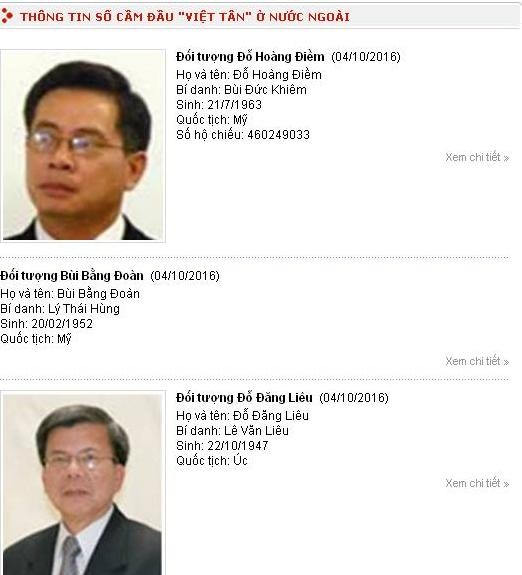 THÔNG TIN SỐ CẦM ĐẦU "VIỆT TÂN" Ở NƯỚC NGOÀI
Đối tượng Đỗ Hoàng Điềm (04/10/2016)
Họ và tên: Đỗ Hoàng Điềm
Bí danh: Bùi Đức Khiêm
Sinh: 21/7/1963
Quốc tịch: Mỹ
Số hộ chiếu: 460249033
Xem chi tiết »
Đối tượng Bùi Bằng Đoàn (04/10/2016)
Họ và tên: Bùi Bằng Đoàn
Bí danh: Lý Thái Hùng
Sinh: 20/02/1952
Quốc tịch: Mỹ
Xem chi tiết »
Đối tượng Đỗ Đăng Liêu (04/10/2016)
Họ và tên: Đỗ Đăng Liêu
Bí danh: Lê Văn Liêu
Sinh: 22/10/1947
Quốc tịch: Úc
Xem chi tiết »